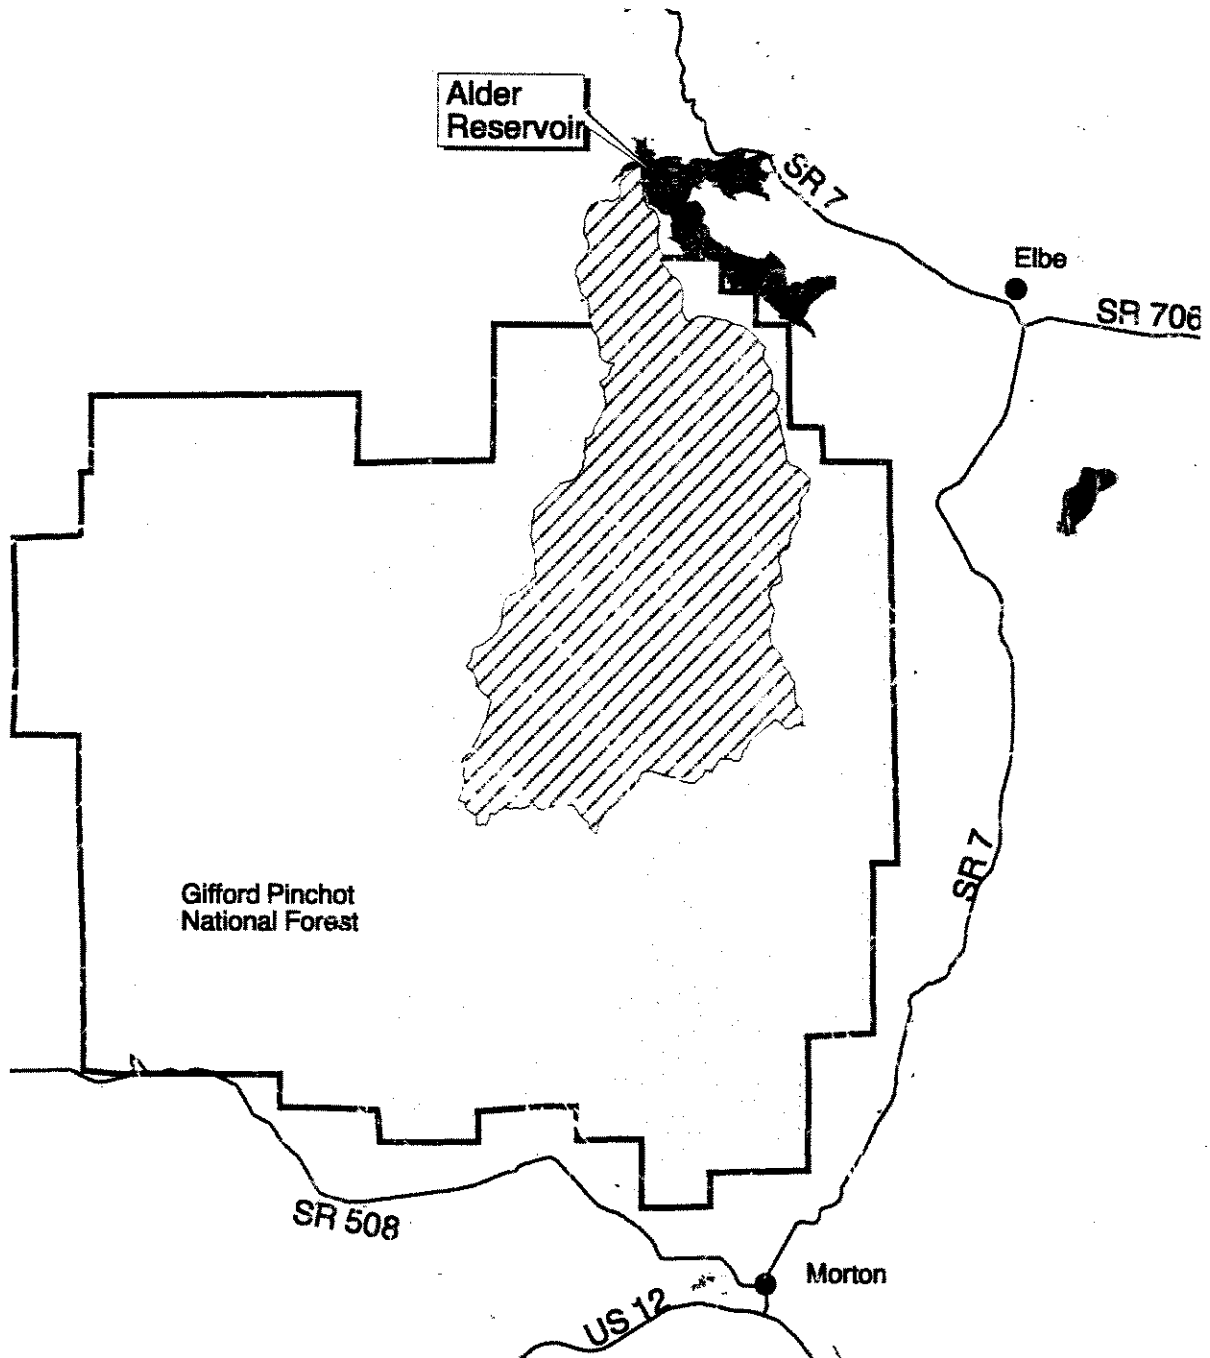 Alder
Reservoir
SR 7
Elbe
SR 706
Gifford Pinchot
National Forest
SR 7
SR 508
Morton
US 12